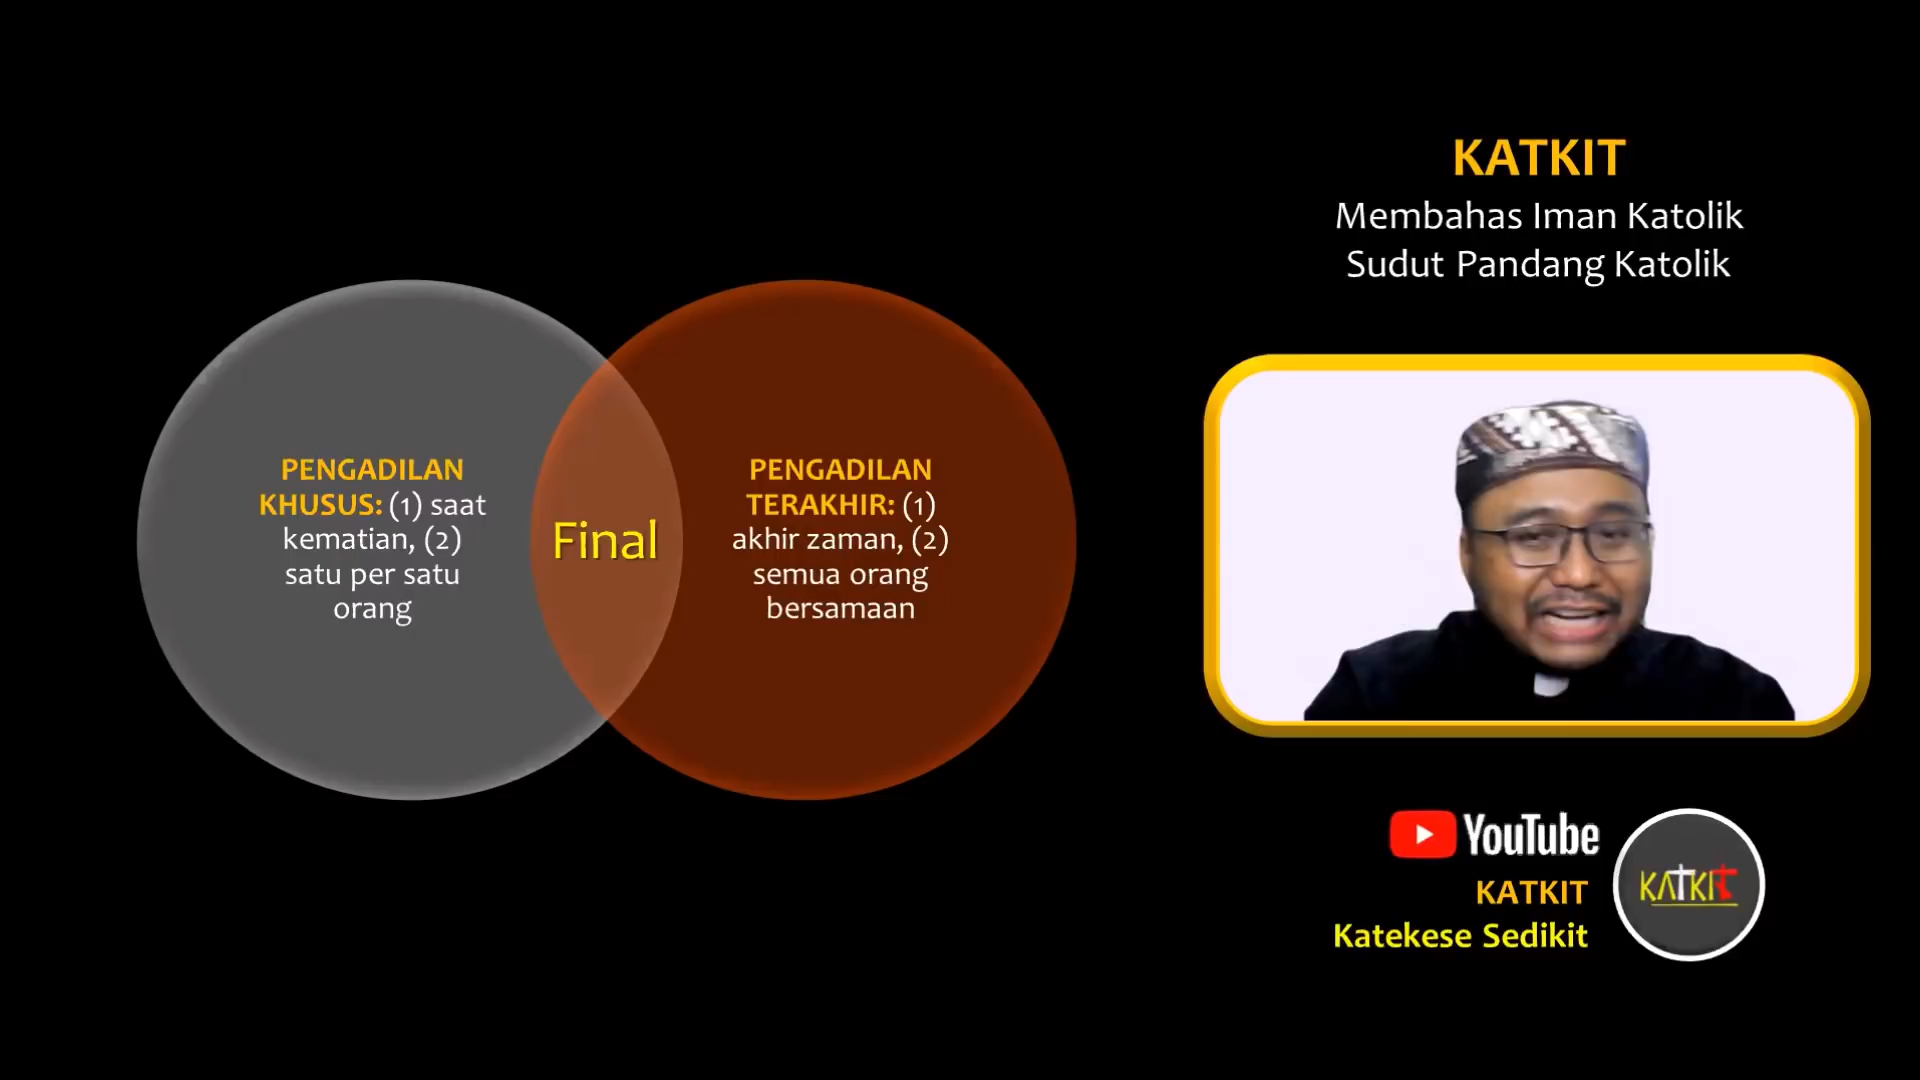 PENGADILAN
KHUSUS: (1) saat
kematian, (2)
satu per satu
orang
Final
PENGADILAN
TERAKHIR: (1)
akhir zaman, (2)
semua orang
bersamaan
KATKIT
Membahas Iman Katolik
Sudut Pandang Katolik
YouTube
KATKIT
Katekese Sedikit
KATKIT